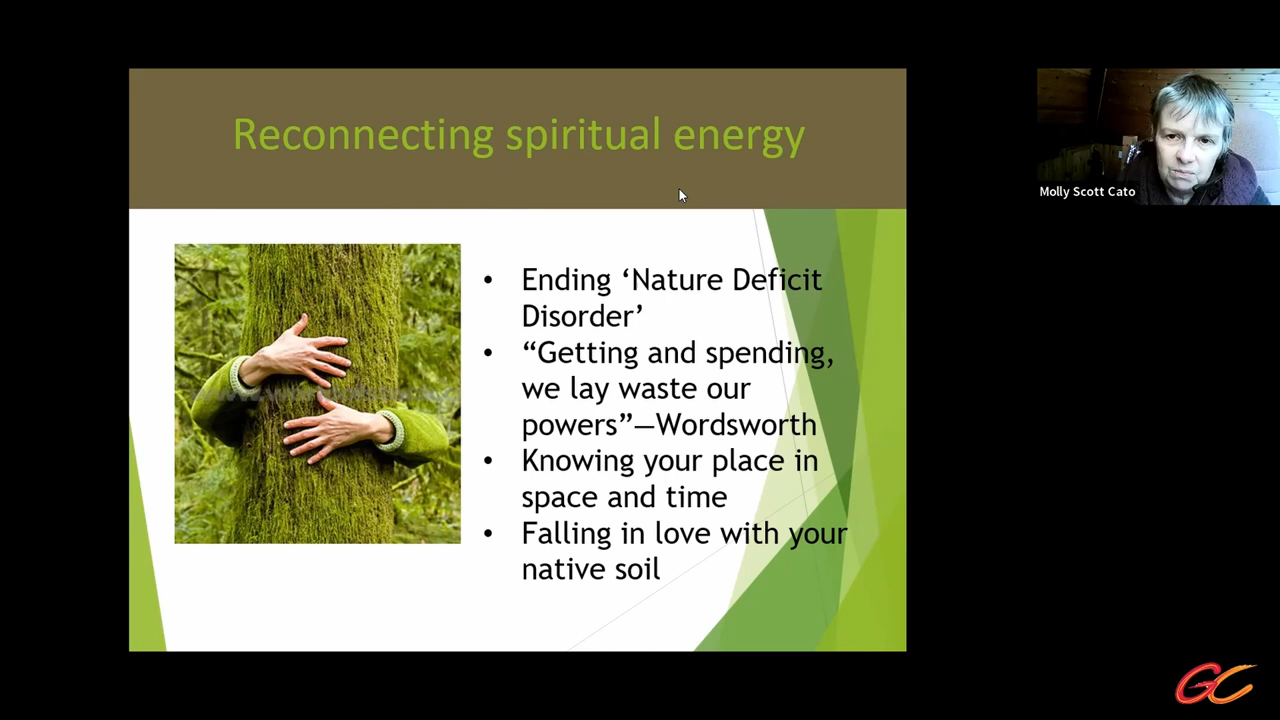 Reconnecting spiritual energy
Molly Scott Cato
• Ending ‘Nature Deficit
Disorder’
• “Getting and spending,
we lay waste our
powers”—Wordsworth
• Knowing your place in
space and time
• Falling in love with your
native soil
GC